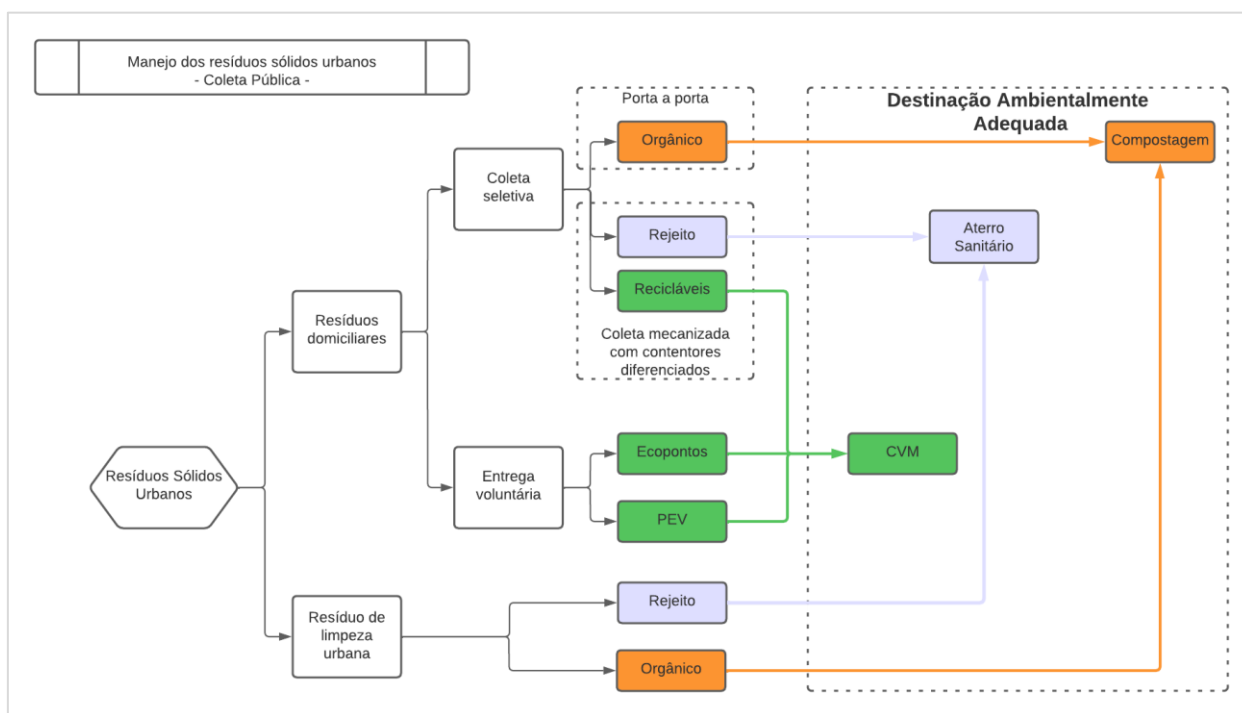 Manejo dos resíduos sólidos urbanos
- Coleta Pública -
Porta a porta
Orgânico
Destinação Ambientalmente
Adequada
Compostagem
Coleta
seletiva
Rejeito
Aterro
Sanitário
Recicláveis
Resíduos
domiciliares
Coleta mecanizada
com contentores
diferenciados
Resíduos Sólidos
Urbanos
Entrega
voluntária
Ecopontos
CVM
PEV
Resíduo de
limpeza
urbana
Rejeito
Orgânico